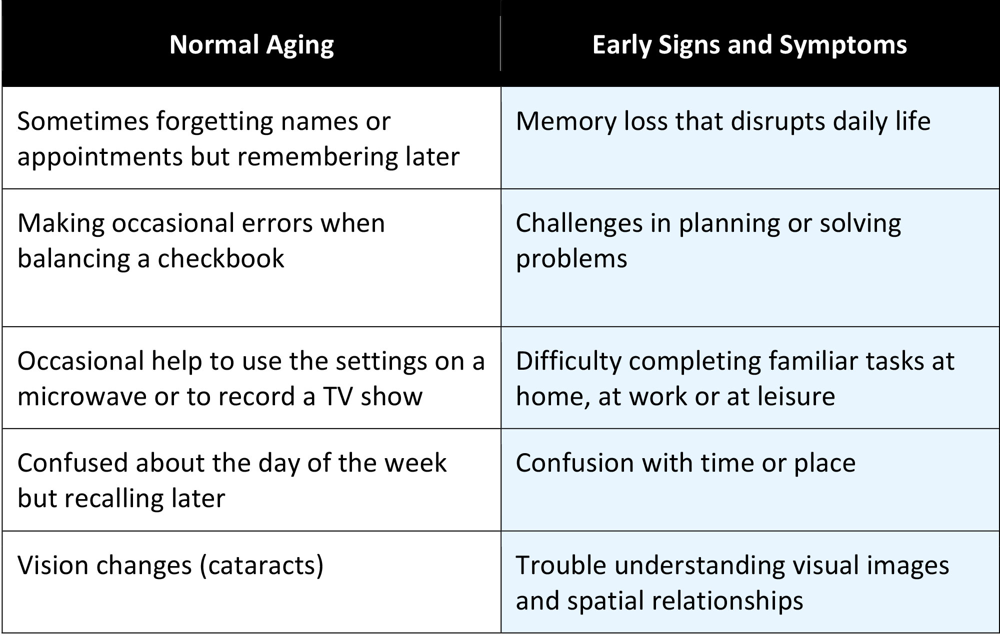 Normal Aging
Early Signs and Symptoms
Sometimes forgetting names or
appointments but remembering later
Memory loss that disrupts daily life
Making occasional errors when
balancing a checkbook
Challenges in planning or solving
problems
Occasional help to use the settings on a
microwave or to record a TV show
Difficulty completing familiar tasks at
home, at work or at leisure
Confused about the day of the week
but recalling later
Confusion with time or place
Vision changes (cataracts)
Trouble understanding visual images
and spatial relationships